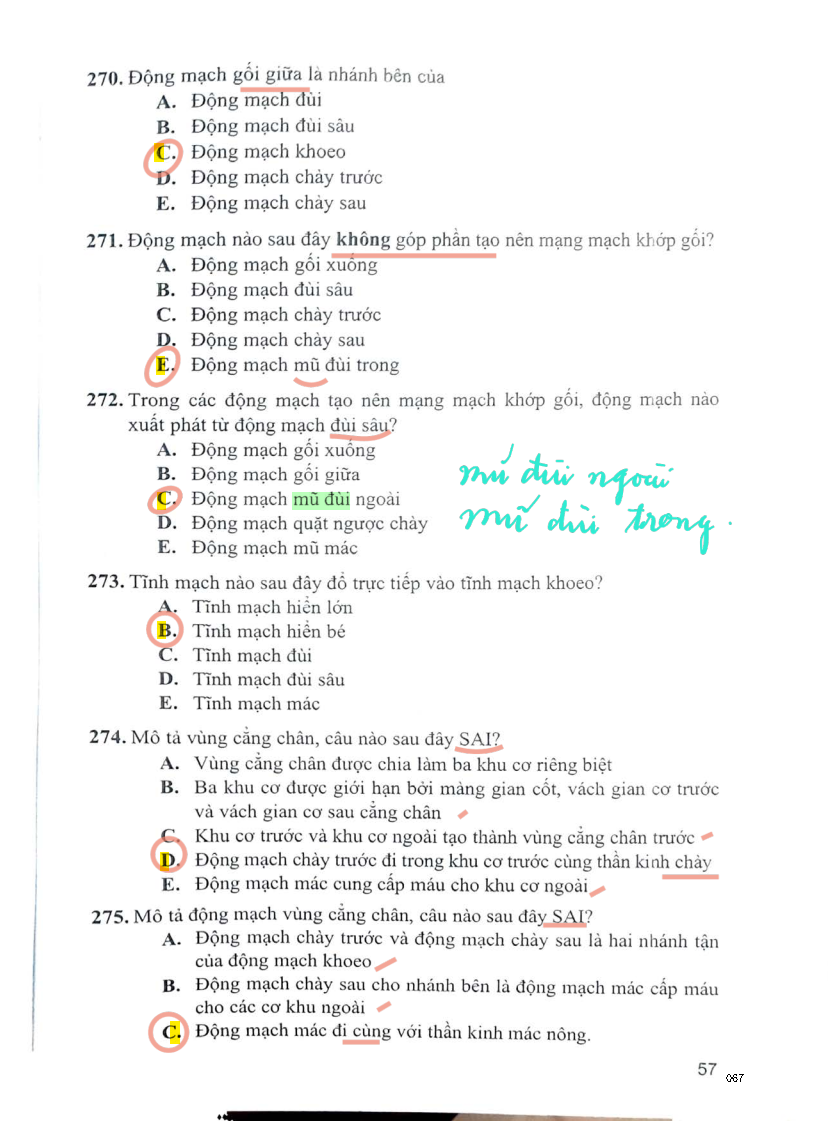 270. Động mạch gối giữa là nhánh bên của
A. Động mạch đùi
B. Động mạch đùi sâu
C. Động mạch khoeo
D. Động mạch chày trước
E. Động mạch chày sau
271. Động mạch nào sau đây không góp phần tạo nên mạng mạch khớp gối?
A. Động mạch gối xuống
B. Động mạch đùi sâu
C. Động mạch chày trước
D. Động mạch chày sau
E. Động mạch mũ đùi trong
272. Trong các động mạch tạo nên mạng mạch khớp gối, động mạch nào
xuất phát từ động mạch đùi sâu?
A. Động mạch gối xuống
B. Động mạch gối giữa
C. Động mạch mũ đùi ngoài
D. Động mạch quặt ngược chày
E. Động mạch mũ mác
mũ đùi ngoài
mũ đùi trong.
273. Tĩnh mạch nào sau đây đổ trực tiếp vào tĩnh mạch khoeo?
A. Tĩnh mạch hiển lớn
B. Tĩnh mạch hiển bé
C. Tĩnh mạch đùi
D. Tĩnh mạch đùi sâu
E. Tĩnh mạch mác
274. Mô tả vùng cẳng chân, câu nào sau đây SAI?
A. Vùng cẳng chân được chia làm ba khu cơ riêng biệt
B. Ba khu cơ được giới hạn bởi màng gian cốt, vách gian cơ trước
và vách gian cơ sau cẳng chân
C. Khu cơ trước và khu cơ ngoài tạo thành vùng cẳng chân trước
D. Động mạch chày trước đi trong khu cơ trước cùng thần kinh chày
E. Động mạch mác cung cấp máu cho khu cơ ngoài
275. Mô tả động mạch vùng cẳng chân, câu nào sau đây SAI?
A. Động mạch chày trước và động mạch chày sau là hai nhánh tận
của động mạch khoeo
B. Động mạch chày sau cho nhánh bên là động mạch mác cấp máu
cho các cơ khu ngoài
C. Động mạch mác đi cùng với thần kinh mác nông.
57
067